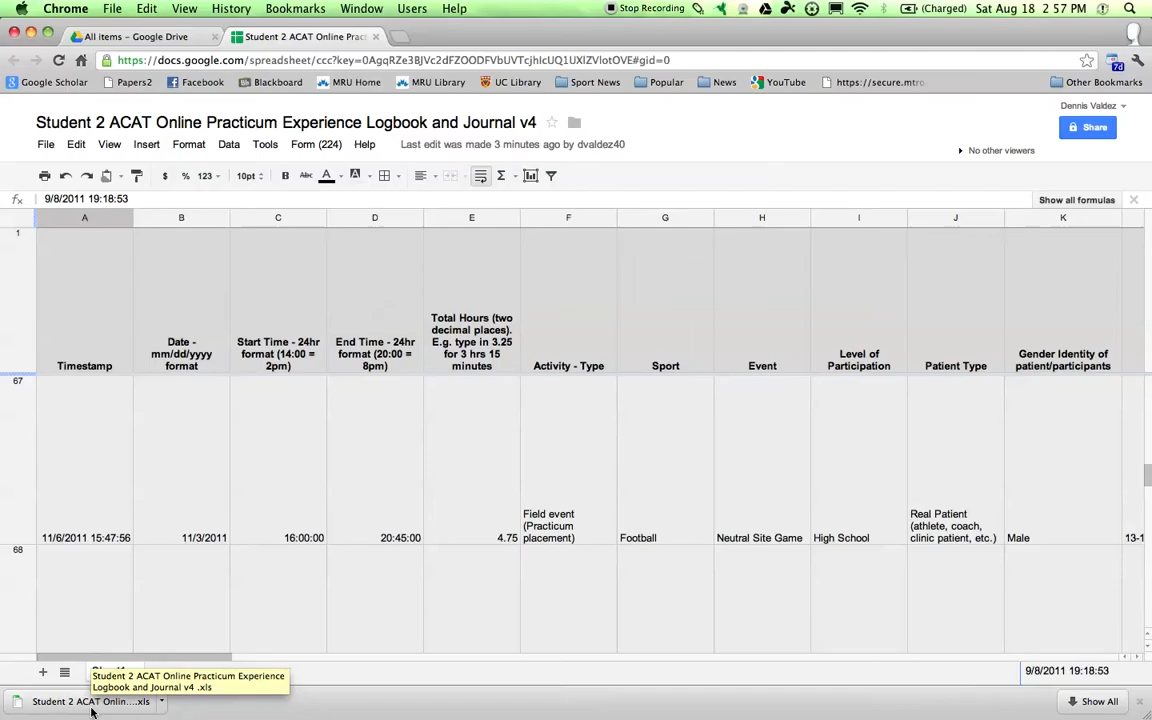 Chrome File Edit View History Bookmarks Window Users Help Stop Recording (Charged) Sat Aug 18 2:57 PM
All items - Google Drive × Student 2 ACAT Online Pract ×
https://docs.google.com/spreadsheet/ccc?key=0AgqRZe3BJVc2dFZOODFVbUVTcjhIcUQ1UXlZVlotOVE#gid=0 7d
Google Scholar Papers2 Facebook Blackboard MRU Home MRU Library UC Library Sport News Popular News YouTube https://secure.mtro Other Bookmarks
Dennis Valdez
Student 2 ACAT Online Practicum Experience Logbook and Journal v4
Share
File Edit View Insert Format Data Tools Form (224) Help Last edit was made 3 minutes ago by dvaldez40
No other viewers
$ % 123 10pt B Abc A A Σ
fx 9/8/2011 19:18:53 Show all formulas ×
A B C D E F G H I J K
1
Timestamp
Date -
mm/dd/yyyy
format
Start Time - 24hr
format (14:00 =
2pm)
End Time - 24hr
format (20:00 =
8pm)
Total Hours (two
decimal places).
E.g. type in 3.25
for 3 hrs 15
minutes
Activity - Type
Sport
Event
Level of
Participation
Patient Type
Gender Identity of
patient/participants
67
11/6/2011 15:47:56
11/3/2011
16:00:00
20:45:00
4.75
Field event
(Practicum
placement)
Football
Neutral Site Game
High School
Real Patient
(athlete, coach,
clinic patient, etc.)
Male
13-1
68
+
Student 2 ACAT Online Practicum Experience
Logbook and Journal v4 .xls
9/8/2011 19:18:53
Student 2 ACAT Onlin....xls
Show All ×